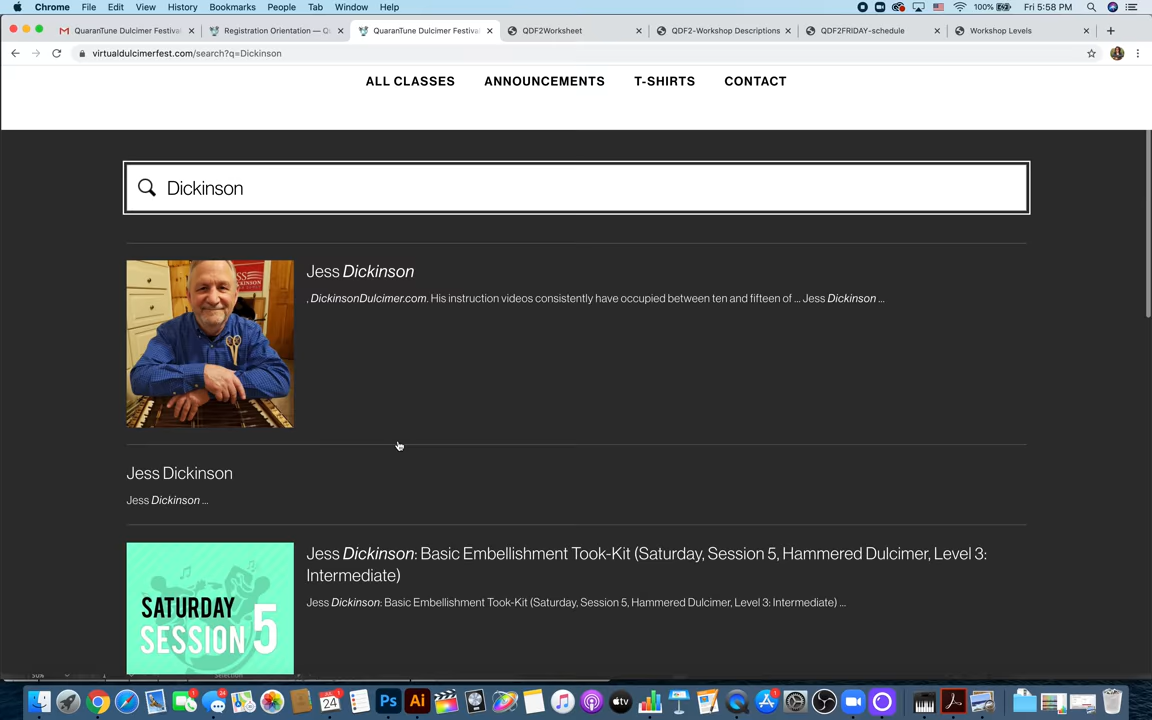 Chrome File Edit View History Bookmarks People Tab Window Help 100% Fri 5:58 PM
QuaranTune Dulcimer Festival Registration Orientation — Qu QuaranTune Dulcimer Festival QDF2Worksheet QDF2-Workshop Descriptions QDF2FRIDAY-schedule Workshop Levels
virtualdulcimerfest.com/search?q=Dickinson
ALL CLASSES ANNOUNCEMENTS T-SHIRTS CONTACT
Dickinson
Jess Dickinson
, DickinsonDulcimer.com. His instruction videos consistently have occupied between ten and fifteen of ... Jess Dickinson ...
Jess Dickinson
Jess Dickinson ...
Jess Dickinson: Basic Embellishment Took-Kit (Saturday, Session 5, Hammered Dulcimer, Level 3:
Intermediate)
Jess Dickinson: Basic Embellishment Took-Kit (Saturday, Session 5, Hammered Dulcimer, Level 3: Intermediate) ...
SATURDAY
SESSION 5